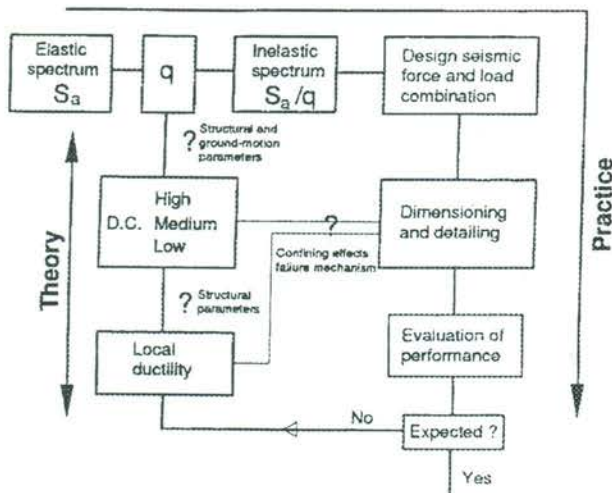 Elastic
spectrum
Sa
q
Inelastic
spectrum
Sa/q
Design seismic
force and load
combination
? Structural and
ground-motion
parameters
High
D.C. Medium
Low
?
Dimensioning
and detailing
Confining effects
failure mechanism
Theory
Practice
? Structural
parameters
Local
ductility
Evaluation of
performance
No
Expected ?
Yes